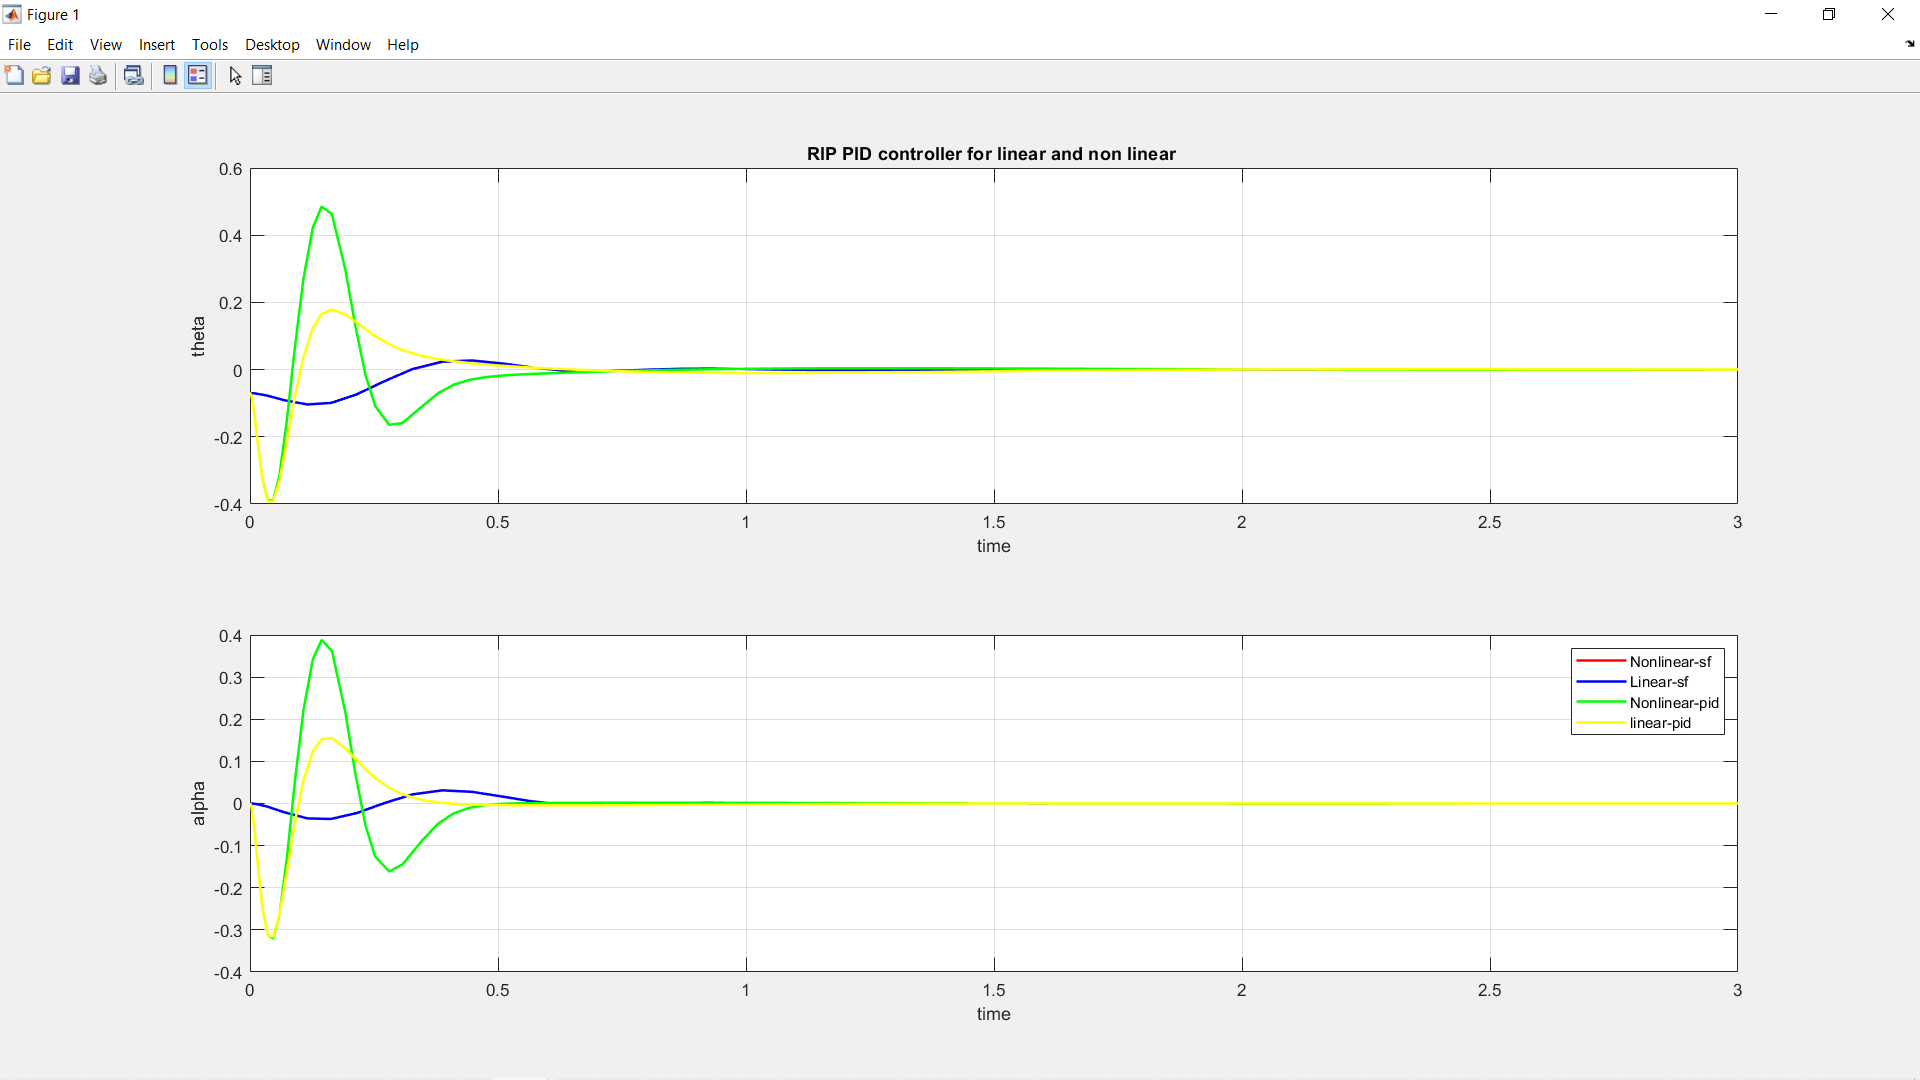 Figure 1
File Edit View Insert Tools Desktop Window Help
RIP PID controller for linear and non linear
0.6
0.4
0.2
0
-0.2
-0.4
theta
0 0.5 1 1.5 2 2.5 3
time
0.4
0.3
0.2
0.1
0
-0.1
-0.2
-0.3
-0.4
alpha
Nonlinear-sf
Linear-sf
Nonlinear-pid
linear-pid
0 0.5 1 1.5 2 2.5 3
time